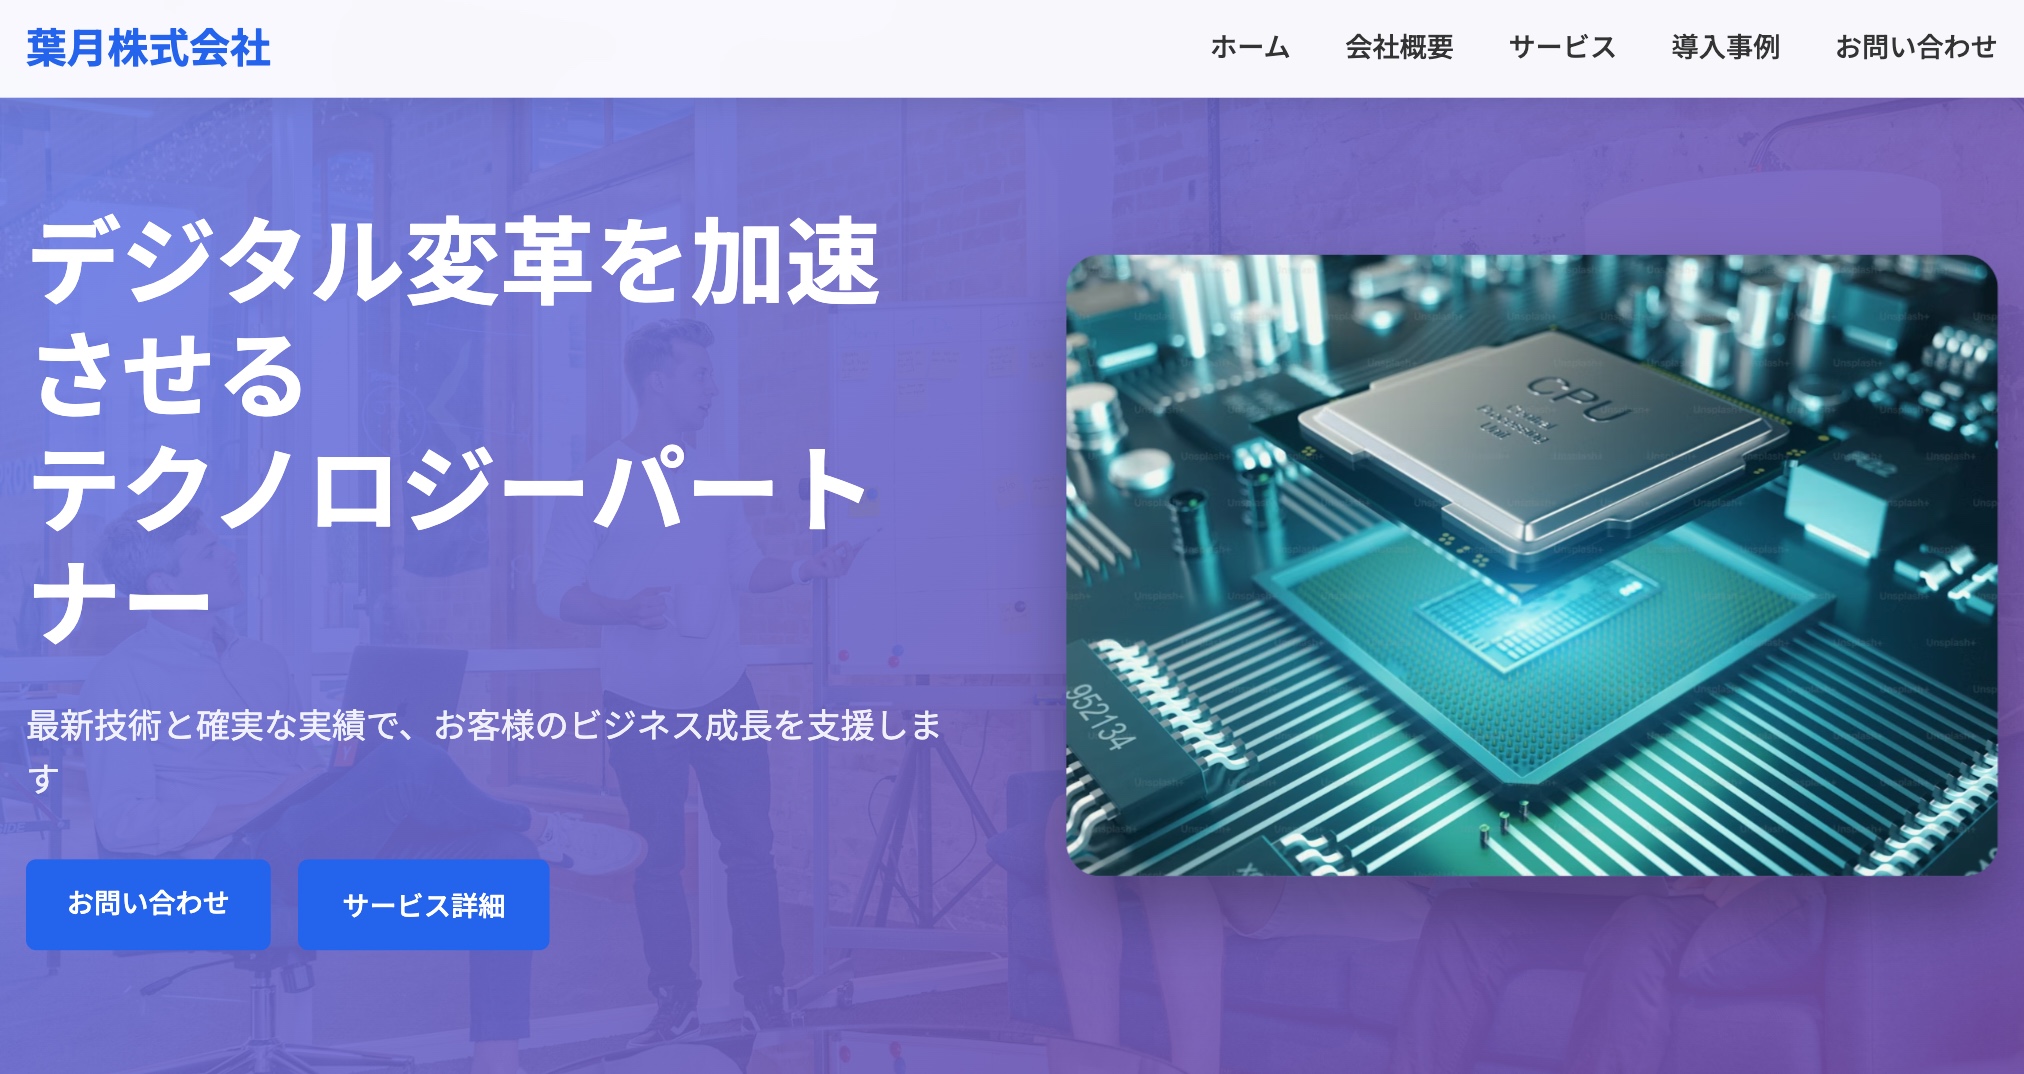 葉月株式会社
ホーム 会社概要 サービス 導入事例 お問い合わせ
デジタル変革を加速
させる
テクノロジーパート
ナー
最新技術と確実な実績で、お客様のビジネス成長を支援しま
す
お問い合わせ サービス詳細
CPU
Central
Processing
Unit
952134
Unsplash+